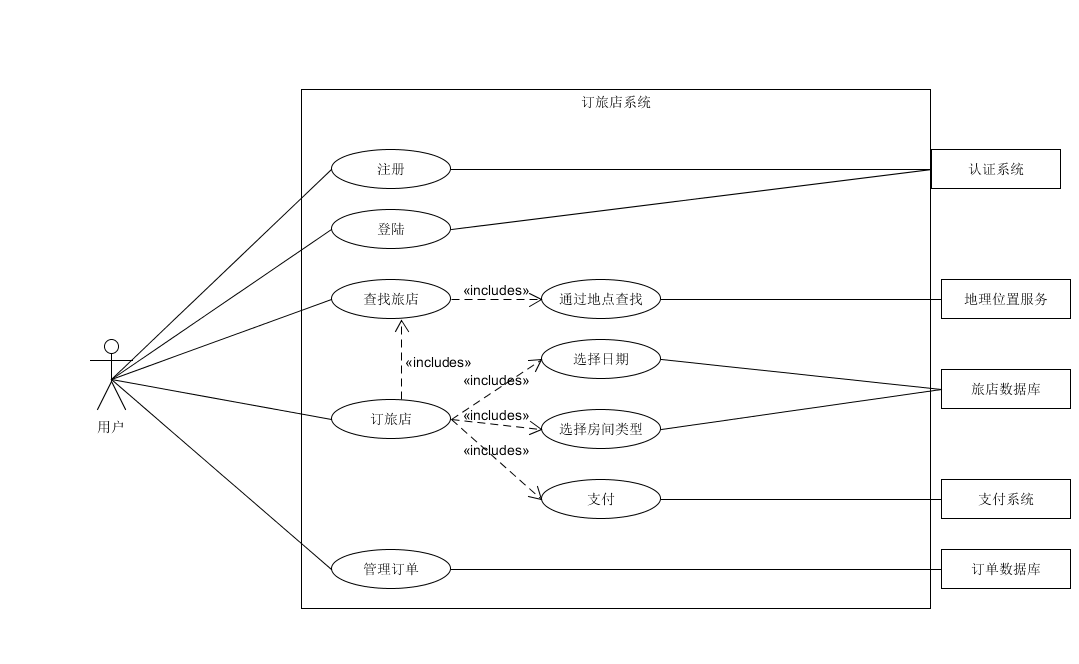 订旅店系统
注册
认证系统
登陆
查找旅店
«includes»
通过地点查找
地理位置服务
«includes»
选择日期
«includes»
旅店数据库
订旅店
«includes»
选择房间类型
用户
«includes»
支付
支付系统
管理订单
订单数据库